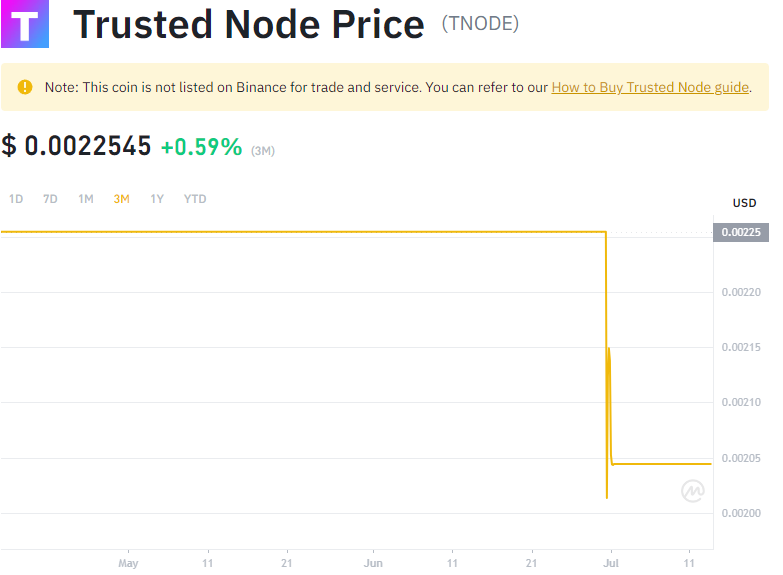 T
Trusted Node Price (TNODE)
Note: This coin is not listed on Binance for trade and service. You can refer to our How to Buy Trusted Node guide.
$ 0.0022545 +0.59% (3M)
1D 7D 1M 3M 1Y YTD
USD
0.00225
0.00220
0.00215
0.00210
0.00205
0.00200
May 11 21 Jun 11 21 Jul 11